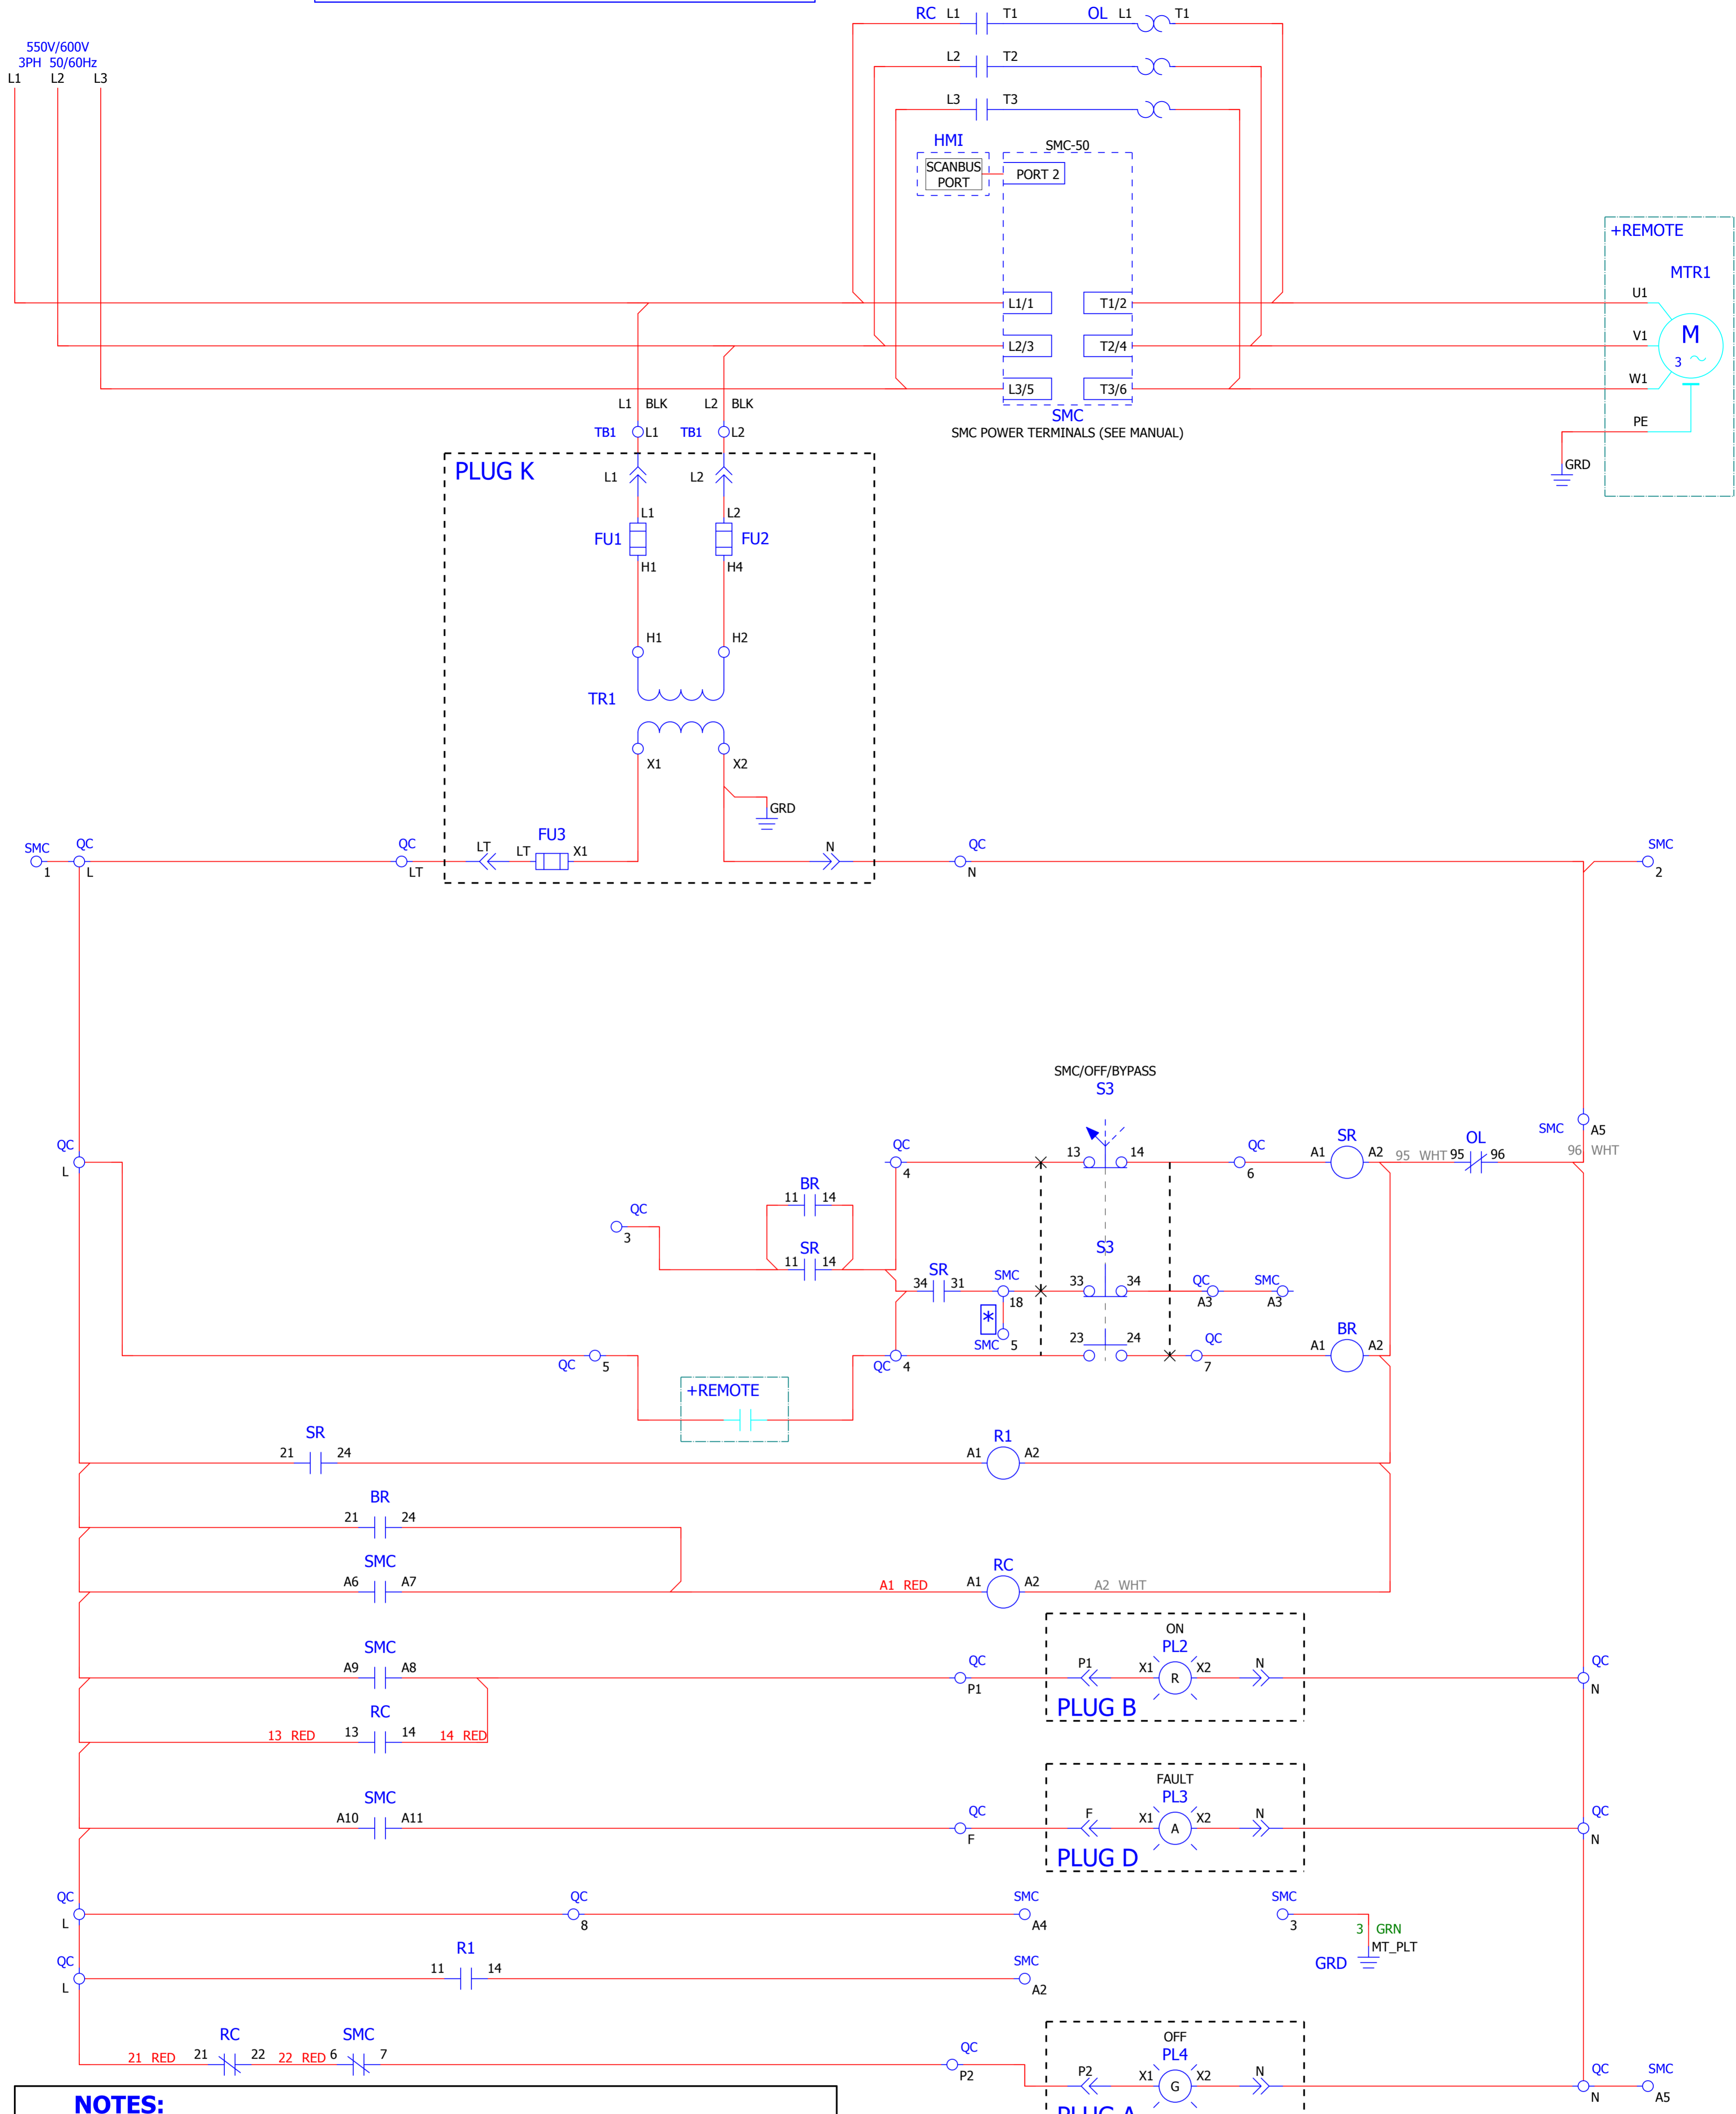 RC L1 T1 OL L1 T1
550V/600V
3PH 50/60Hz
L1 L2 L3
L2 T2
L3 T3
HMI
SMC-50
SCANBUS
PORT
PORT 2
+REMOTE
MTR1
L1/1 T1/2 U1
L2/3 T2/4 V1
M
3
L3/5 T3/6 W1
SMC
SMC POWER TERMINALS (SEE MANUAL)
PE
GRD
L1 BLK L2 BLK
TB1 L1 TB1 L2
PLUG K
L1 L2
L1 L2
FU1 FU2
H1 H4
H1 H2
TR1
X1 X2
GRD
SMC QC QC FU3 QC SMC
LT LT X1 N
1 L LT N 2
SMC/OFF/BYPASS
S3
SMC A5
QC L
QC 4 13 14 QC 6 A1 SR A2 95 WHT 95 OL 96 96 WHT
BR
11 14
QC 3
SR
11 14
S3
SR
34 31 SMC 18 33 34 QC A3 SMC A3
*
SMC 5
23 24
QC 5 QC 4 QC 7 A1 BR A2
+REMOTE
SR
21 24
R1
A1 A2
BR
21 24
SMC
A6 A7
RC
A1 RED A1 A2 A2 WHT
ON
SMC
A9 A8
QC P1 P1 X1 PL2 R X2 N QC N
PLUG B
RC
13 RED 13 14 14 RED
FAULT
SMC
A10 A11
QC F F X1 PL3 A X2 N QC N
PLUG D
QC L QC 8 SMC A4 SMC 3
3 GRN
MT_PLT
GRD
QC L R1 11 14 SMC A2
OFF
RC SMC
21 RED 21 22 22 RED 6 7
QC P2 P2 X1 PL4 G X2 N QC N SMC A5
PLUG A
NOTES: